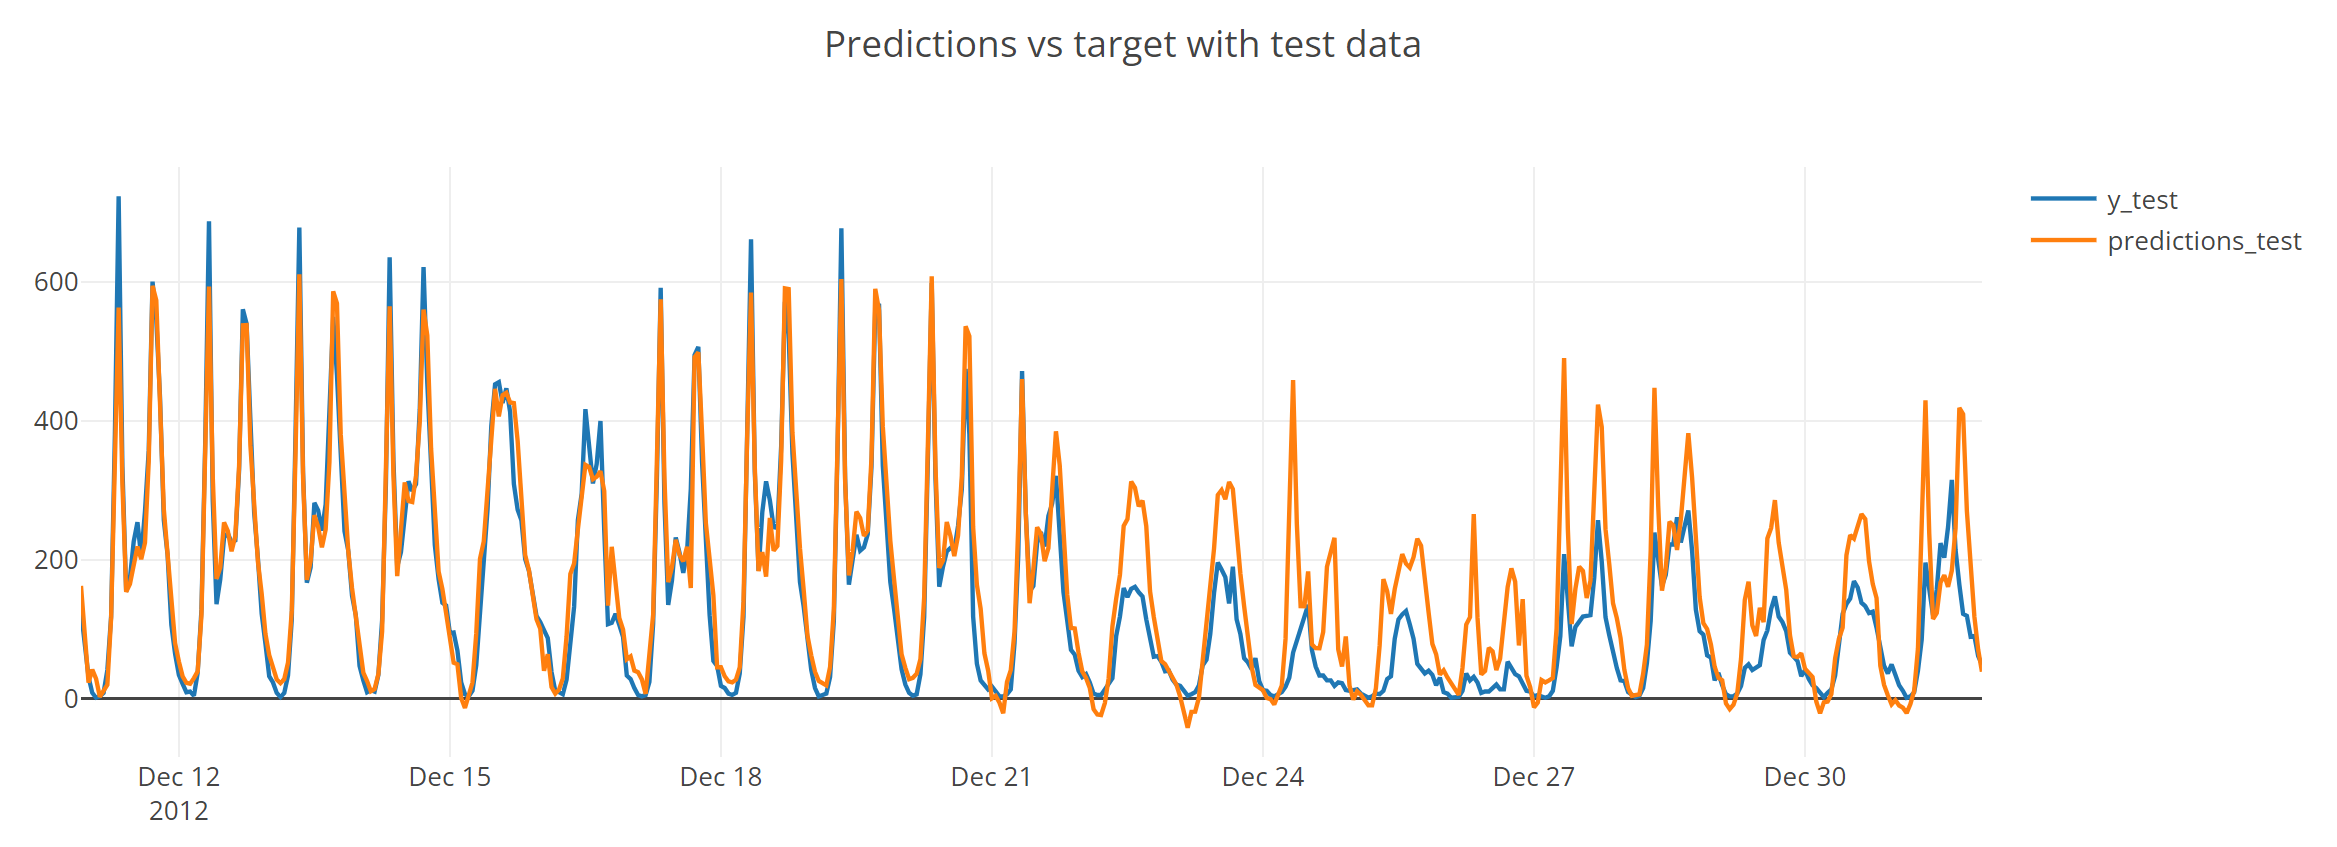 Predictions vs target with test data
y_test
predictions_test
600
400
200
0
Dec 12
2012
Dec 15
Dec 18
Dec 21
Dec 24
Dec 27
Dec 30